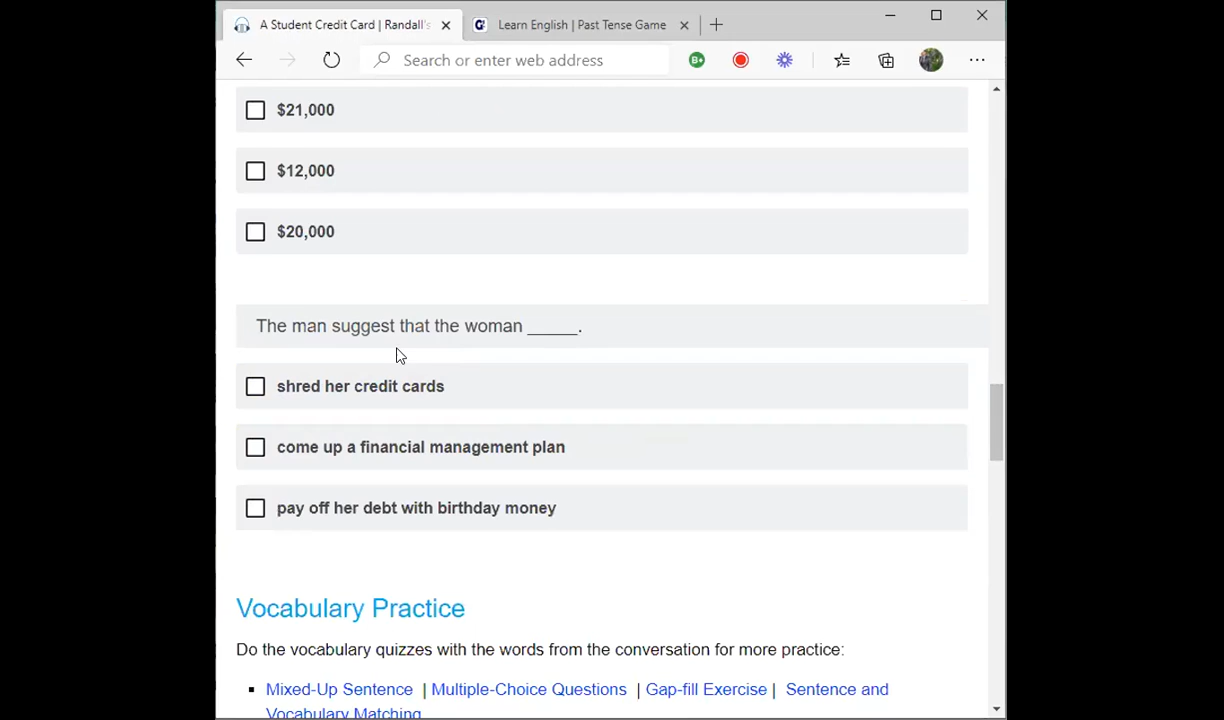 A Student Credit Card | Randall's
Learn English | Past Tense Game
Search or enter web address
$21,000
$12,000
$20,000
The man suggest that the woman _____.
shred her credit cards
come up a financial management plan
pay off her debt with birthday money
Vocabulary Practice
Do the vocabulary quizzes with the words from the conversation for more practice:
Mixed-Up Sentence | Multiple-Choice Questions | Gap-fill Exercise | Sentence and
Vocabulary Matching